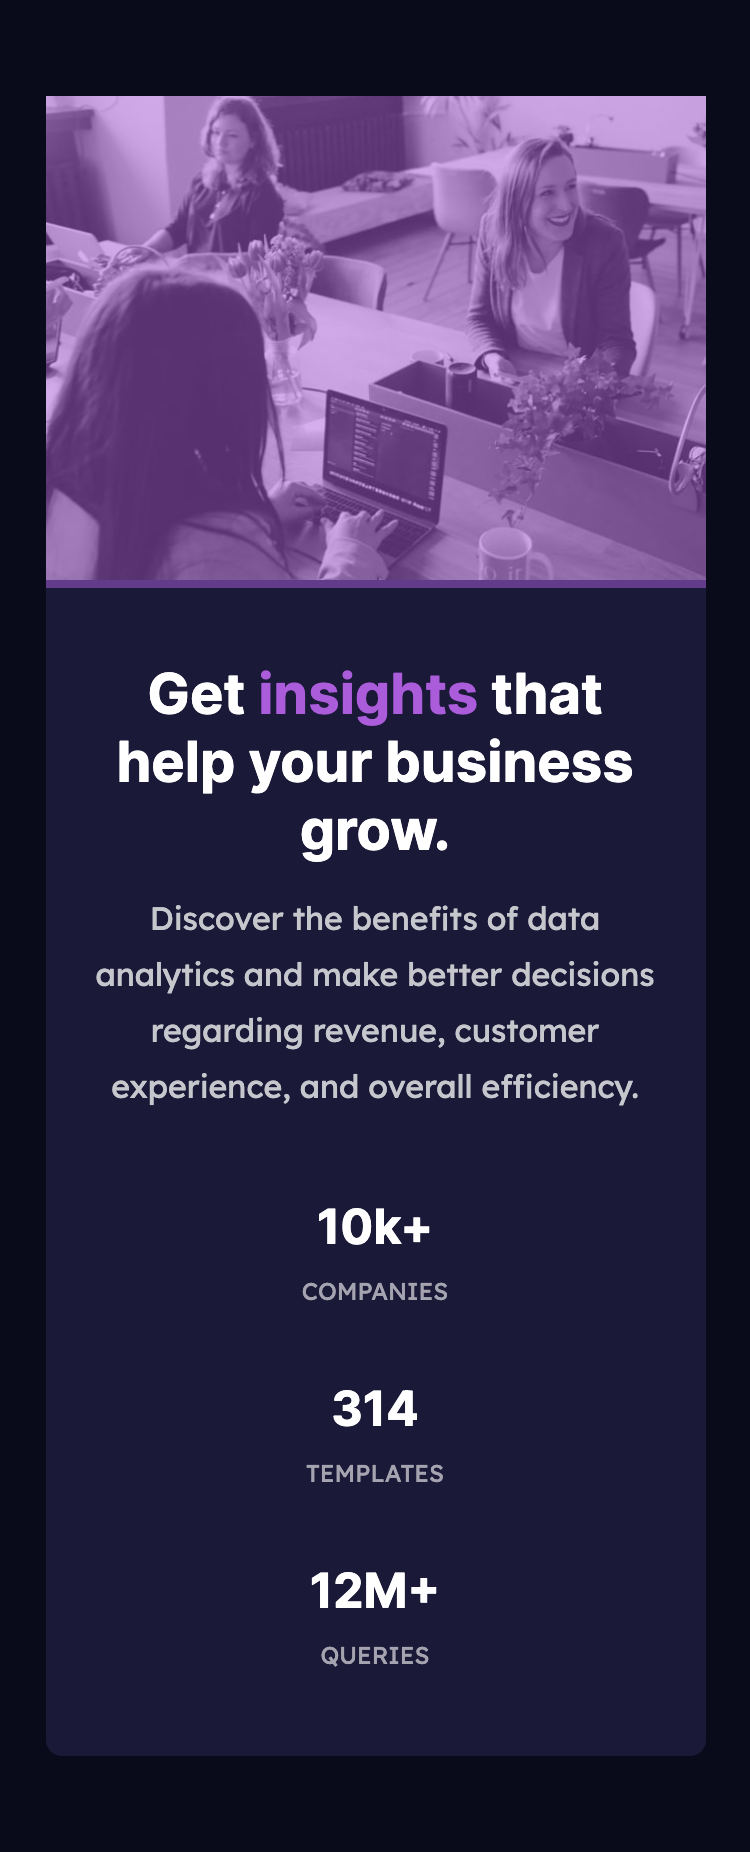 Get insights that
help your business
grow.
Discover the benefits of data
analytics and make better decisions
regarding revenue, customer
experience, and overall efficiency.
10k+
COMPANIES
314
TEMPLATES
12M+
QUERIES